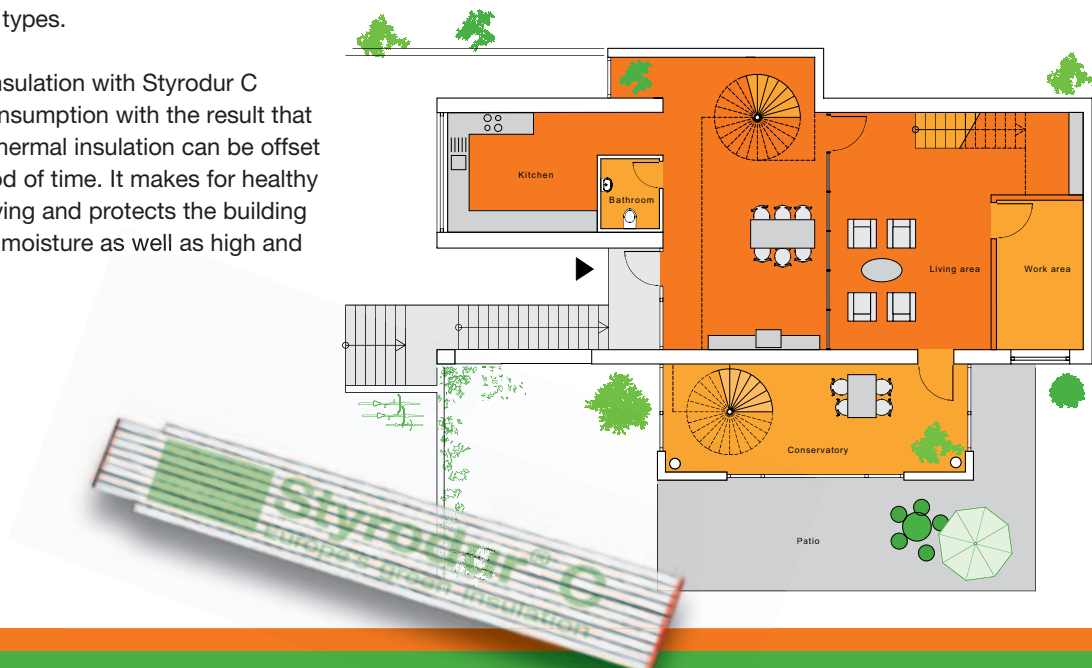 types.
nsulation with Styrodur C
nsumption with the result that
hermal insulation can be offset
od of time. It makes for healthy
ving and protects the building
moisture as well as high and
Kitchen
Bathroom
Living area
Work area
Conservatory
Patio
Styrodur® C
Europe's green insulation